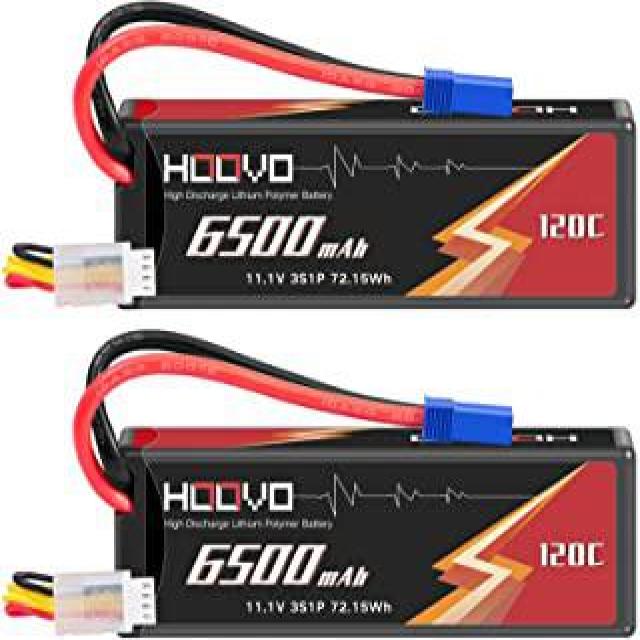 HOOVO
High Discharge Lithium Polymer Battery
6500mAh
120C
11.1V 3S1P 72.15Wh
HOOVO
High Discharge Lithium Polymer Battery
6500mAh
120C
11.1V 3S1P 72.15Wh